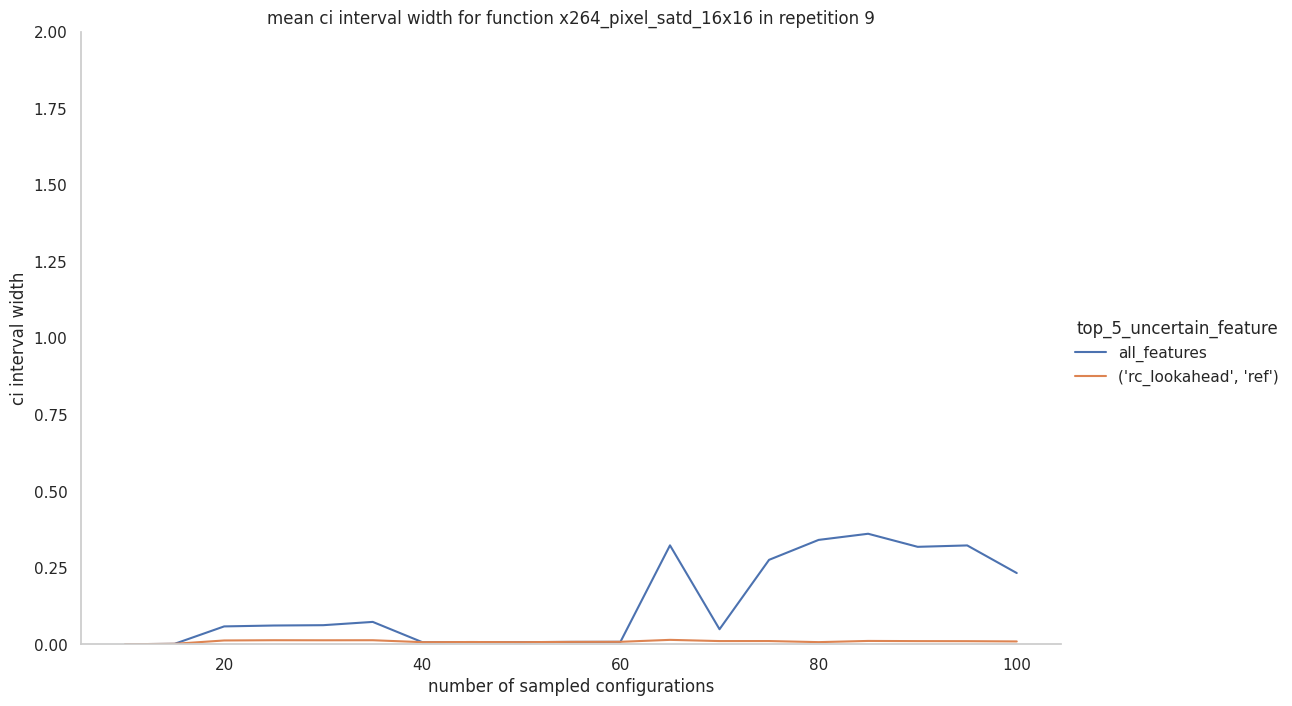 mean ci interval width for function x264_pixel_satd_16x16 in repetition 9
2.00
1.75
1.50
1.25
1.00
0.75
0.50
0.25
0.00
ci interval width
20
40
60
80
100
number of sampled configurations
top_5_uncertain_feature
all_features
('rc_lookahead', 'ref')